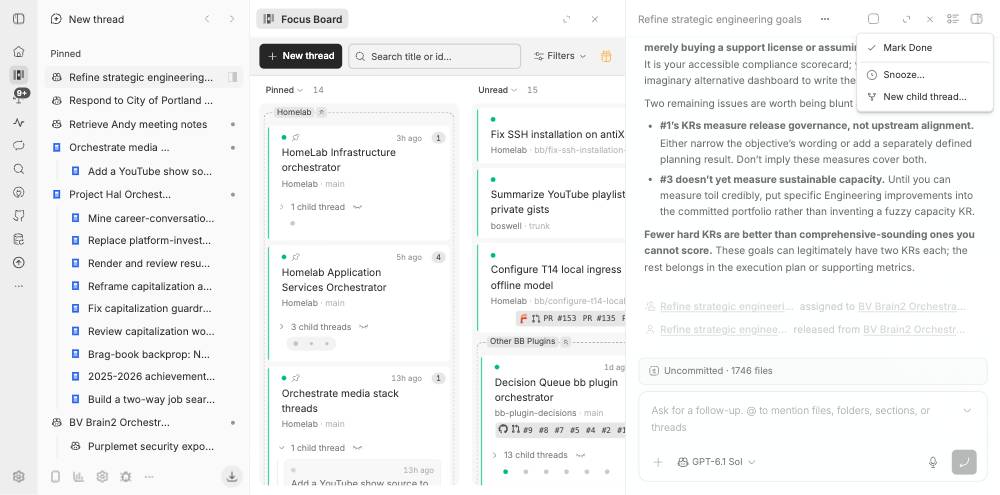 New thread
Pinned
Refine strategic engineering...
Respond to City of Portland ...
9+
Retrieve Andy meeting notes
Orchestrate media ...
Add a YouTube show so...
Project Hal Orchest...
Mine career-conversatio...
Replace platform-invest...
Render and review resu...
Reframe capitalization a...
Fix capitalization guardr...
Review capitalization wo...
Brag-book backprop: N...
2025-2026 achievement...
Build a two-way job sear...
BV Brain2 Orchestr...
Purplemet security expo...
Focus Board
New thread
Search title or id...
Filters
Pinned 14
Homelab
3h ago 1
HomeLab Infrastructure
orchestrator
Homelab · main
1 child thread
5h ago 4
Homelab Application
Services Orchestrator
Homelab · main
3 child threads
13h ago 1
Orchestrate media stack
threads
Homelab · main
1 child thread
13h ago
Add a YouTube show source to
Unread 15
Fix SSH installation on antiX
Homelab · bb/fix-ssh-installation-
Summarize YouTube playlist
private gists
boswell · trunk
Configure T14 local ingress
offline model
Homelab · bb/configure-t14-local
PR #153 PR #135
Other BB Plugins
1d ag
Decision Queue bb plugin
orchestrator
bb-plugin-decisions · main
#9 #8 #7 #5 #4 #2 #1
13 child threads
Refine strategic engineering goals
Mark Done
Snooze...
New child thread...
merely buying a support license or assumin
It is your accessible compliance scorecard;
imaginary alternative dashboard to write the
Two remaining issues are worth being blunt
• #1's KRs measure release governance, not upstream alignment.
Either narrow the objective's wording or add a separately defined
planning result. Don't imply these measures cover both.
• #3 doesn't yet measure sustainable capacity. Until you can
measure toil credibly, put specific Engineering improvements into
the committed portfolio rather than inventing a fuzzy capacity KR.
Fewer hard KRs are better than comprehensive-sounding ones you
cannot score. These goals can legitimately have two KRs each; the
rest belongs in the execution plan or supporting metrics.
Refine strategic engineeri... assigned to BV Brain2 Orchestra...
Refine strategic enginee... released from BV Brain2 Orchestr...
Uncommitted · 1746 files
Ask for a follow-up. @ to mention files, folders, sections, or
threads
GPT-6.1 Sol